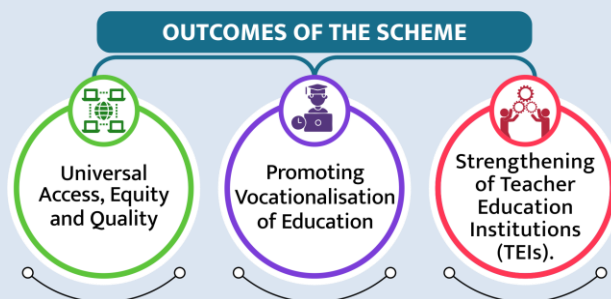 OUTCOMES OF THE SCHEME
Universal
Access, Equity
and Quality
Promoting
Vocationalisation
of Education
Strengthening
of Teacher
Education
Institutions
(TEIs).